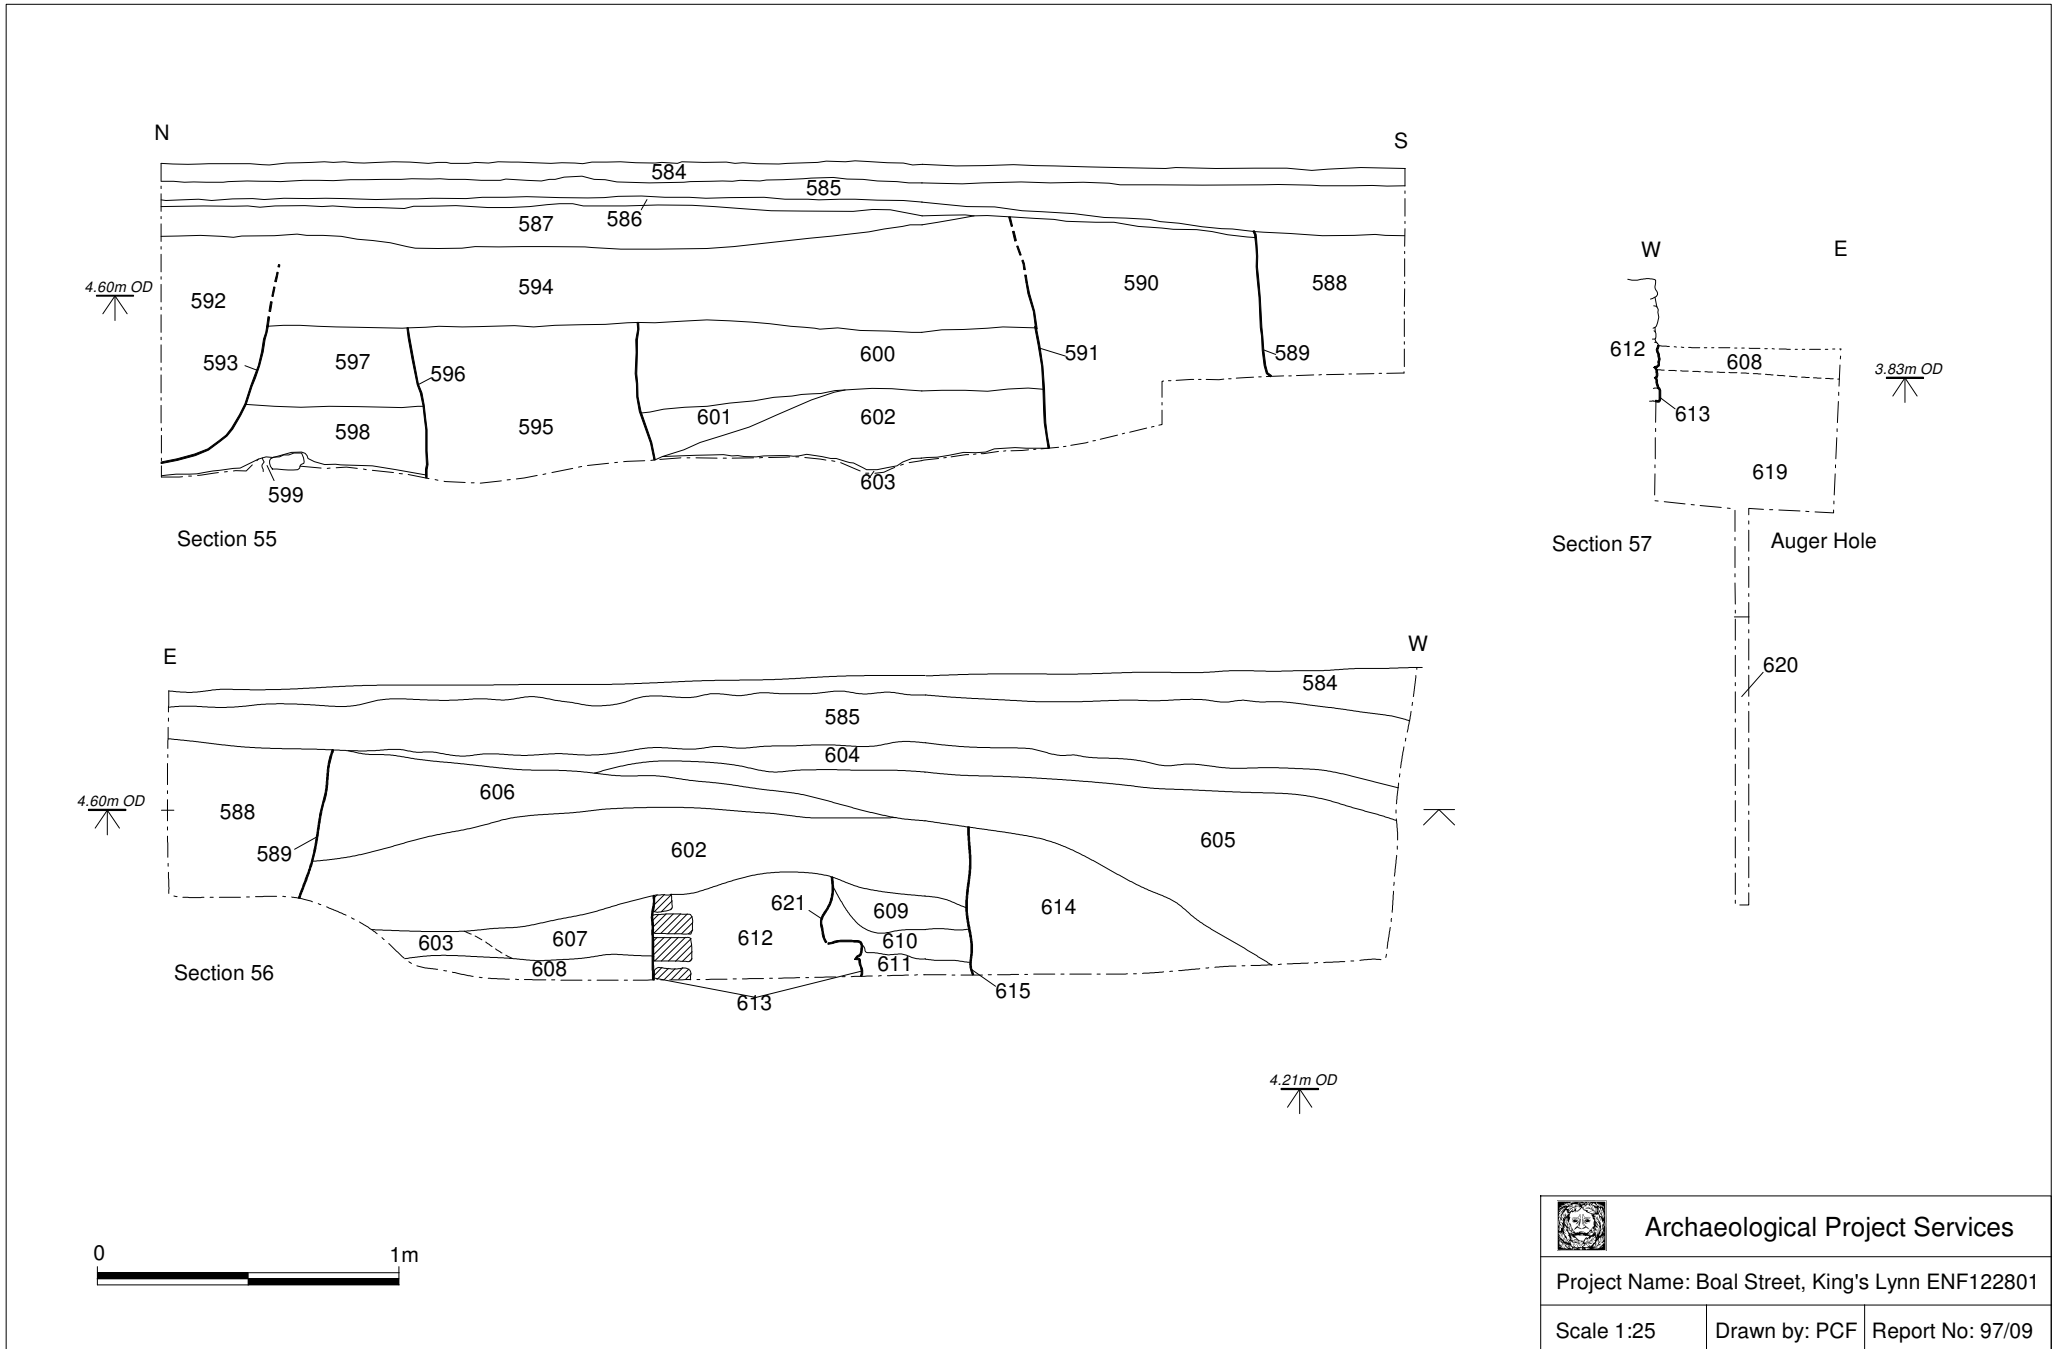 N
S
584
585
586
587
4.60m OD
592
594
590
588
593
597
596
600
591
589
598
595
601
602
599
603
Section 55
W
E
612
608
3.83m OD
613
619
Section 57
Auger Hole
620
E
W
584
585
604
4.60m OD
606
588
589
602
605
621
609
614
603
607
612
610
608
611
Section 56
613
615
4.21m OD
0 1m
Archaeological Project Services
Project Name: Boal Street, King's Lynn ENF122801
Scale 1:25
Drawn by: PCF
Report No: 97/09